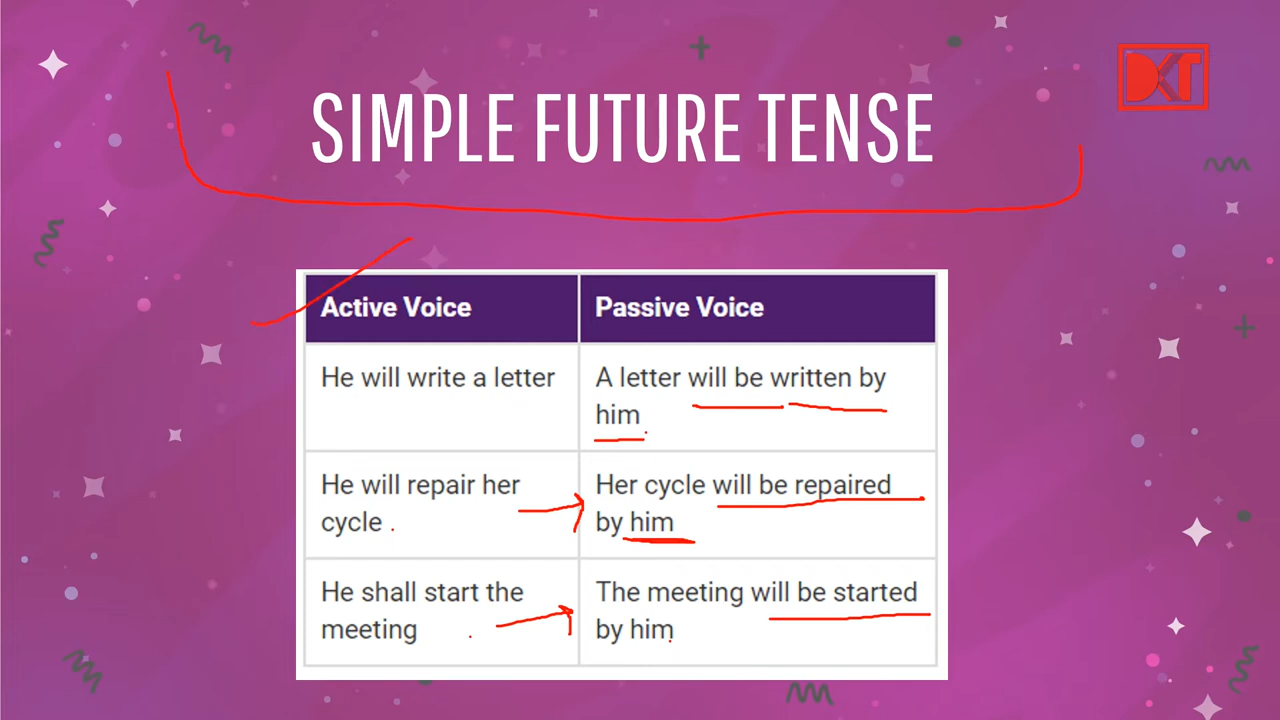 DKT
SIMPLE FUTURE TENSE
Active Voice
Passive Voice
He will write a letter
A letter will be written by
him
He will repair her
cycle
Her cycle will be repaired
by him
He shall start the
meeting
The meeting will be started
by him